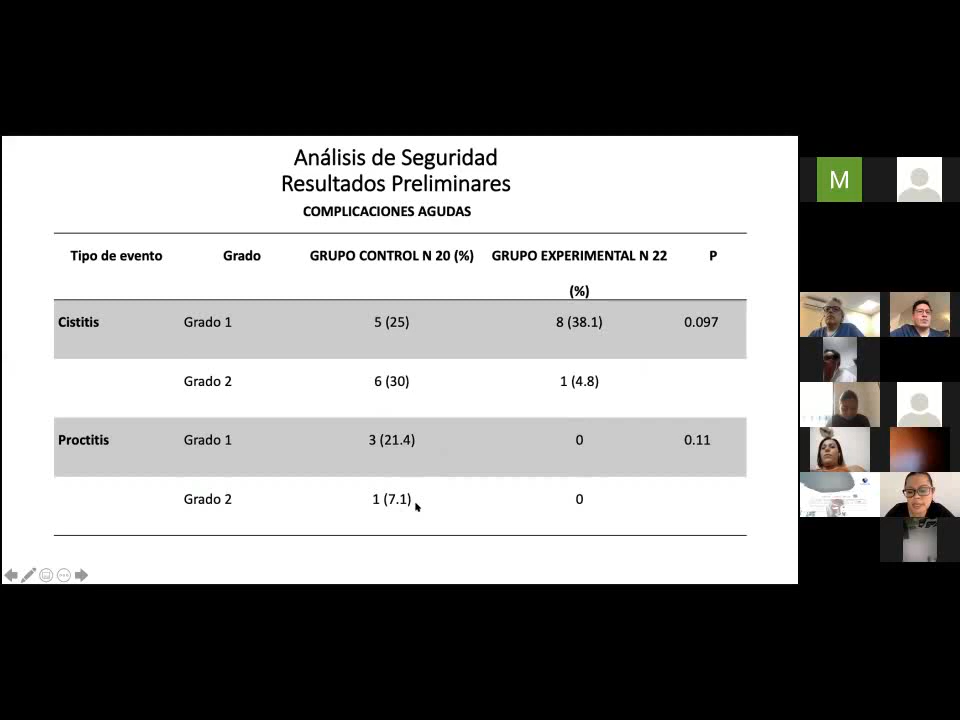 Análisis de Seguridad
Resultados Preliminares
COMPLICACIONES AGUDAS
Tipo de evento Grado GRUPO CONTROL N 20 (%) GRUPO EXPERIMENTAL N 22 P
(%)
Cistitis Grado 1 5 (25) 8 (38.1) 0.097
Grado 2 6 (30) 1 (4.8)
Proctitis Grado 1 3 (21.4) 0 0.11
Grado 2 1 (7.1) 0
M